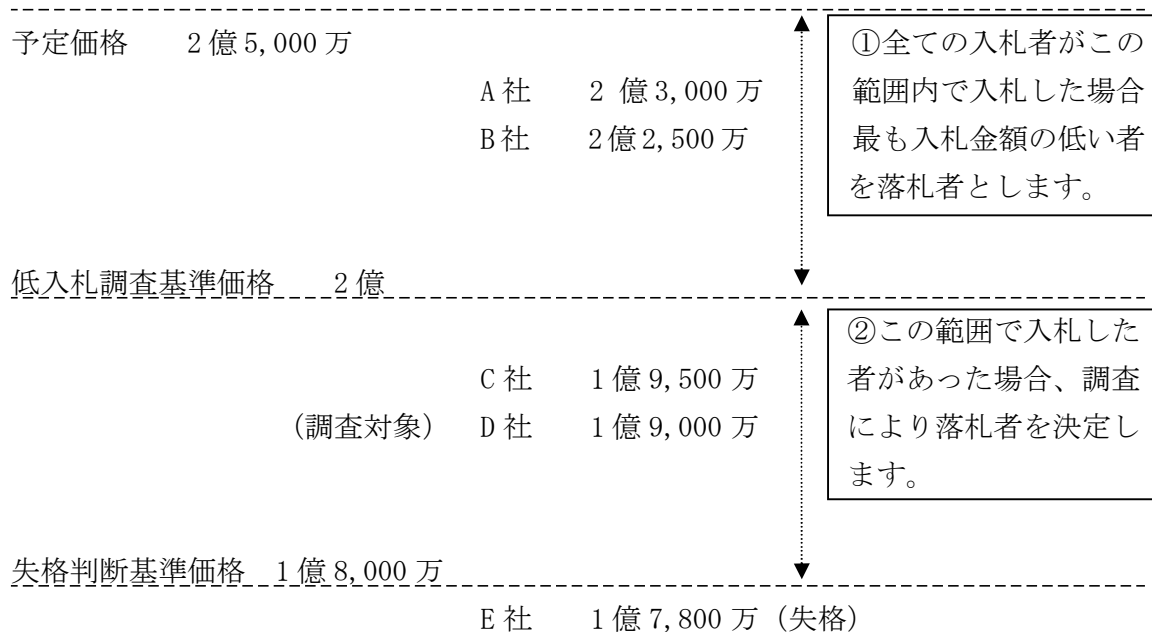 予定価格　　2億5,000万
A社　　2 億3,000万
B社　　2億2,500万
①全ての入札者がこの
範囲内で入札した場合
最も入札金額の低い者
を落札者とします。
低入札調査基準価格　　2億
C社　　1億9,500万
（調査対象）　D社　　1億9,000万
②この範囲で入札した
者があった場合、調査
により落札者を決定し
ます。
失格判断基準価格　1億8,000万
E社　　1億7,800万（失格）